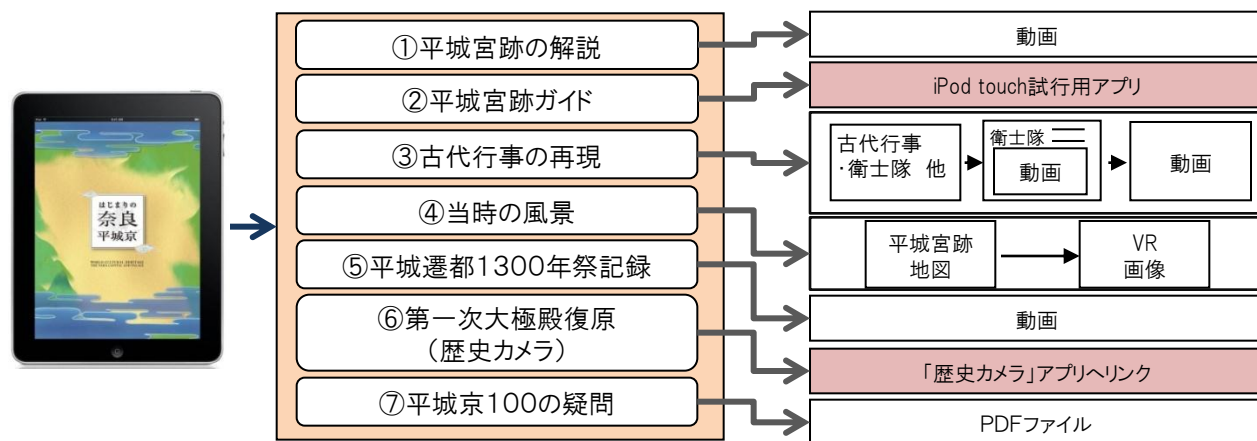 はじまりの
奈良
平城京
①平城宮跡の解説
②平城宮跡ガイド
③古代行事の再現
④当時の風景
⑤平城遷都1300年祭記録
⑥第一次大極殿復原
（歴史カメラ）
⑦平城京100の疑問
動画
iPod touch試行用アプリ
古代行事
・衛士隊 他
衛士隊
動画
動画
平城宮跡
地図
VR
画像
動画
「歴史カメラ」アプリへリンク
PDFファイル